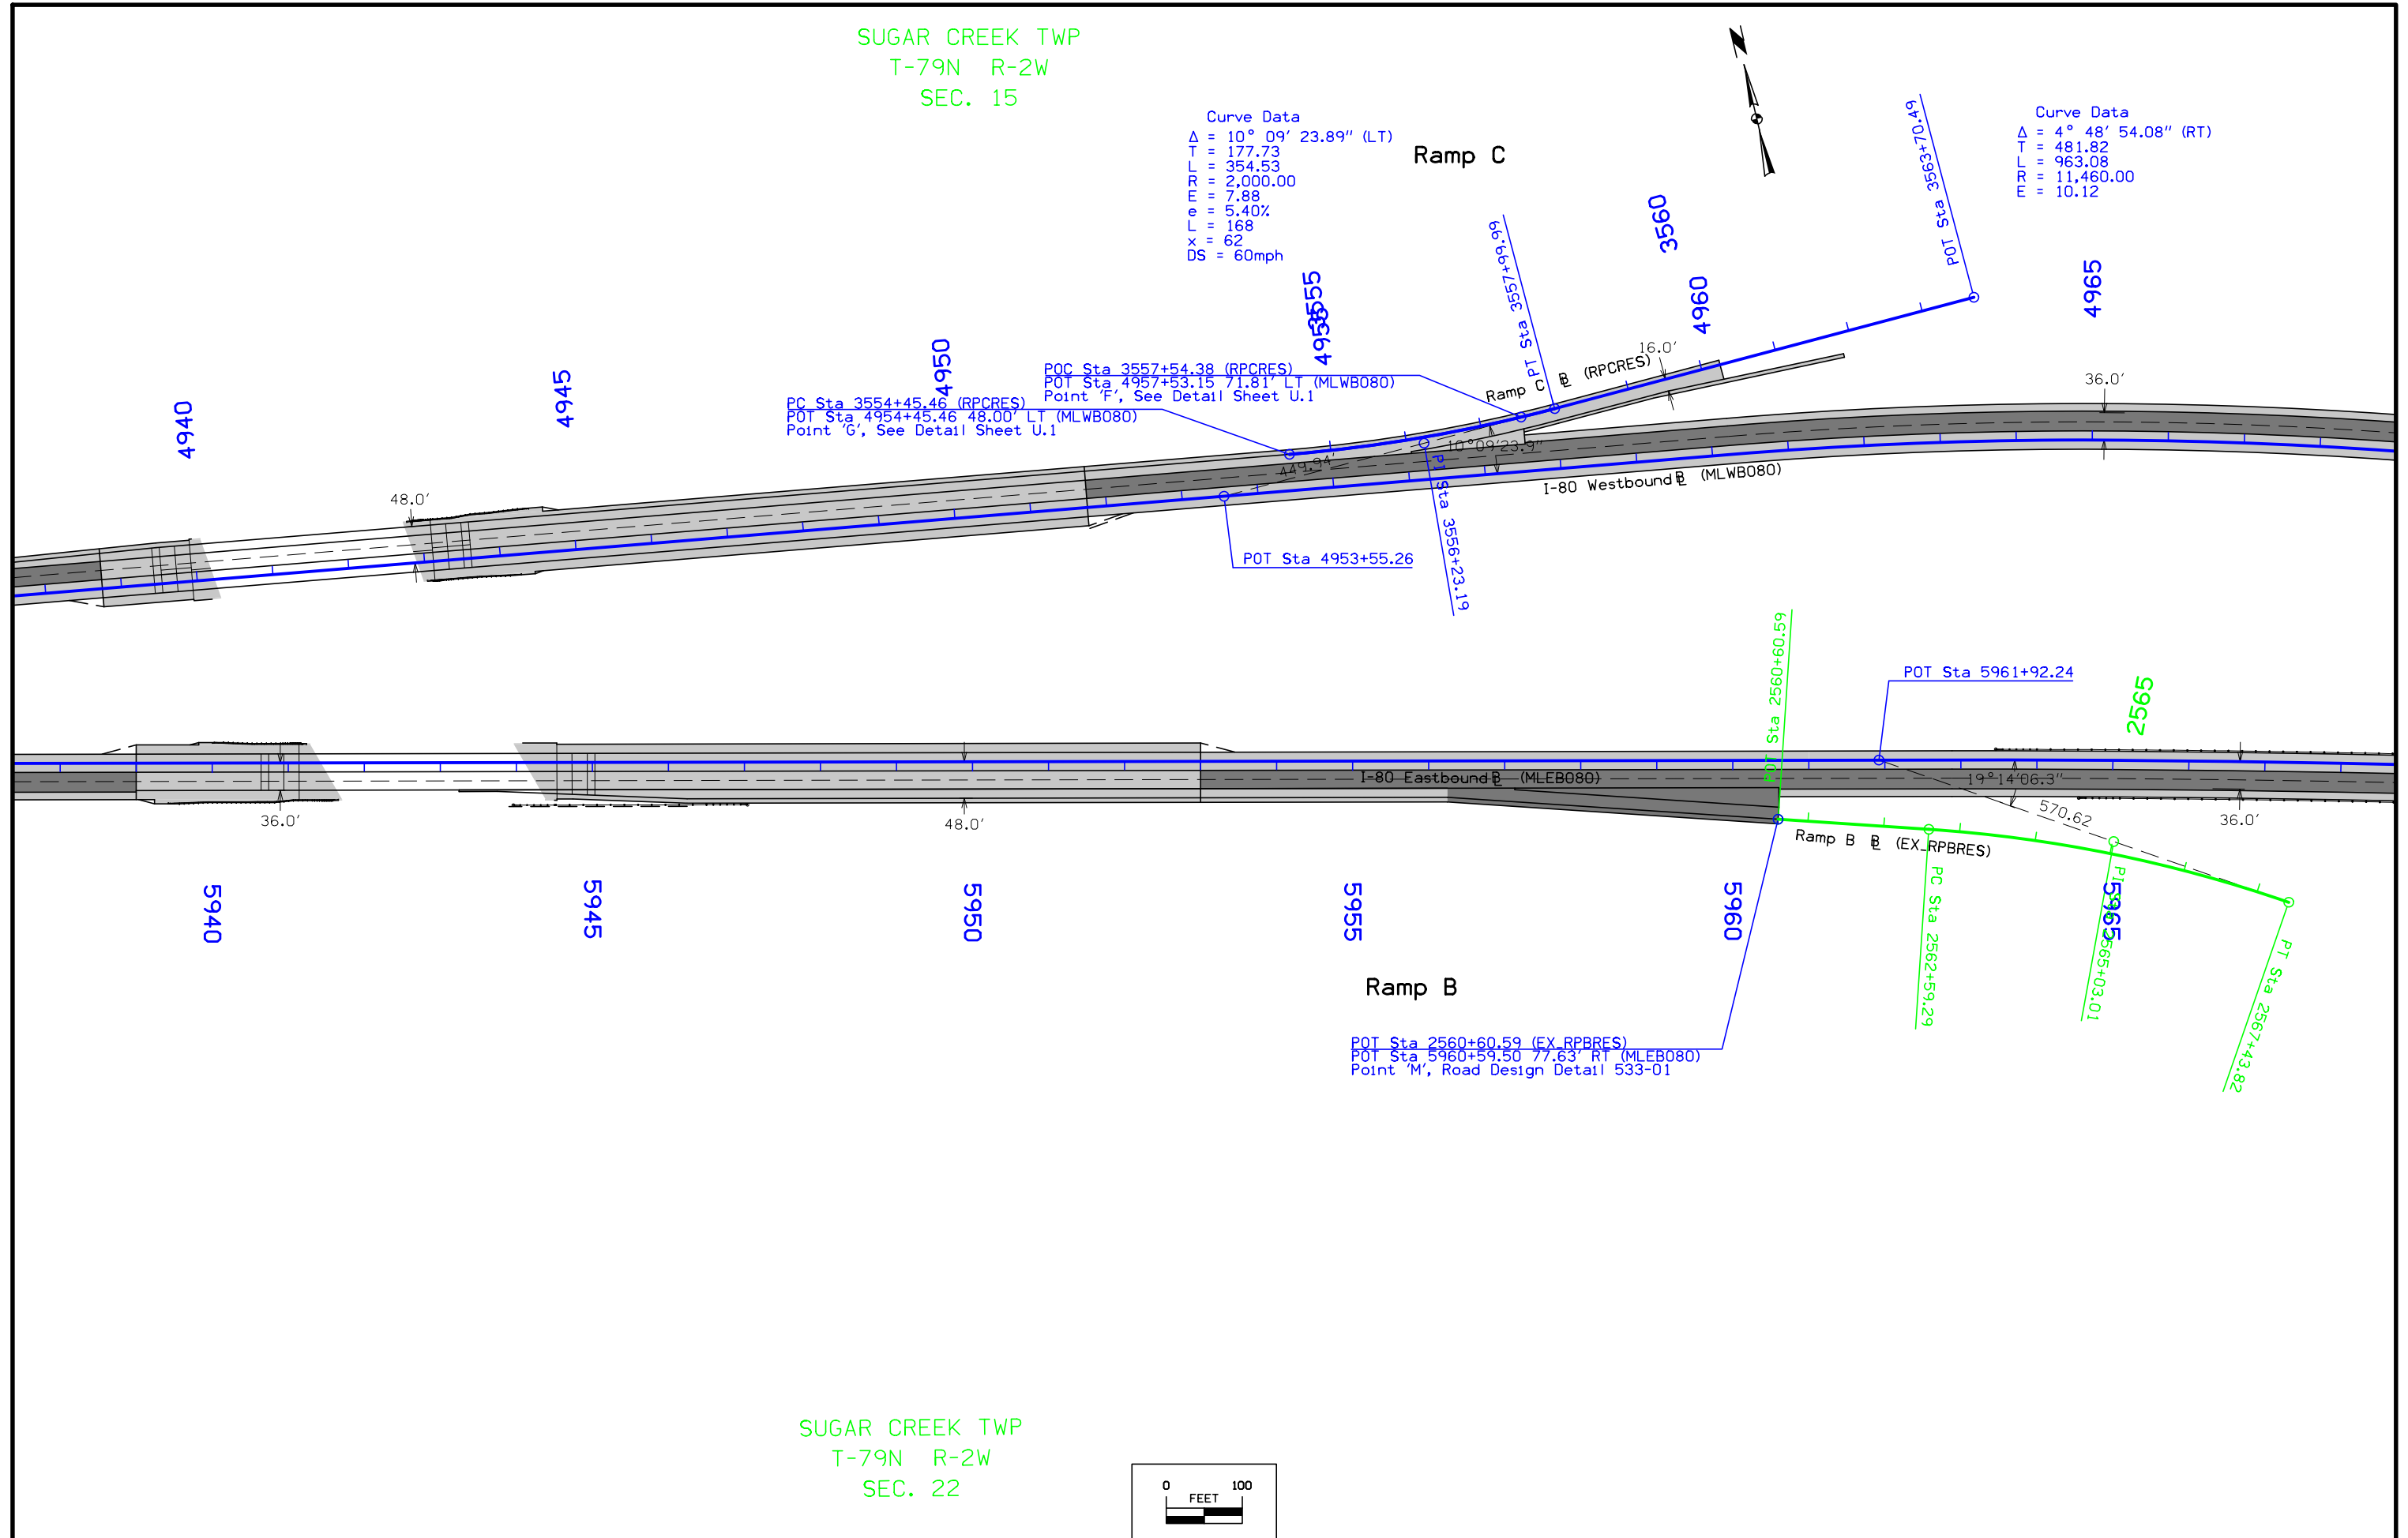 SUGAR CREEK TWP
T-79N R-2W
SEC. 15
Curve Data
Δ = 10° 09' 23.89" (LT)
T = 177.73
L = 354.53
R = 2,000.00
E = 7.88
e = 5.40%
L = 168
x = 62
DS = 60mph
Ramp C
Curve Data
Δ = 4° 48' 54.08" (RT)
T = 481.82
L = 963.08
R = 11,460.00
E = 10.12
POT Sta 3563+70.49
3560
PT Sta 3557+99.99
3555
4940
4945
4950
4955
4960
4965
POC Sta 3557+54.38 (RPCRES)
POT Sta 4957+53.15 71.81' LT (MLWB080)
Point 'F', See Detail Sheet U.1
PC Sta 3554+45.46 (RPCRES)
POT Sta 4954+45.46 48.00' LT (MLWB080)
Point 'G', See Detail Sheet U.1
Ramp C ℄ (RPCRES)
16.0'
36.0'
48.0'
449.94'
10°09'23.9"
PI Sta 3556+23.19
I-80 Westbound ℄ (MLWB080)
POT Sta 4953+55.26
POT Sta 2560+60.59
POT Sta 5961+92.24
2565
I-80 Eastbound ℄ (MLEB080)
19°14'06.3"
570.62
36.0'
48.0'
36.0'
Ramp B ℄ (EX_RPBRES)
5940
5945
5950
5955
5960
5965
PC Sta 2562+59.29
PI Sta 2565+03.01
PT Sta 2567+43.82
Ramp B
POT Sta 2560+60.59 (EX_RPBRES)
POT Sta 5960+59.50 77.63' RT (MLEB080)
Point 'M', Road Design Detail 533-01
SUGAR CREEK TWP
T-79N R-2W
SEC. 22
0 100
FEET